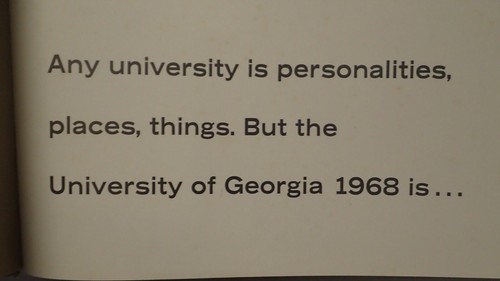 Any university is personalities,
places, things. But the
University of Georgia 1968 is...